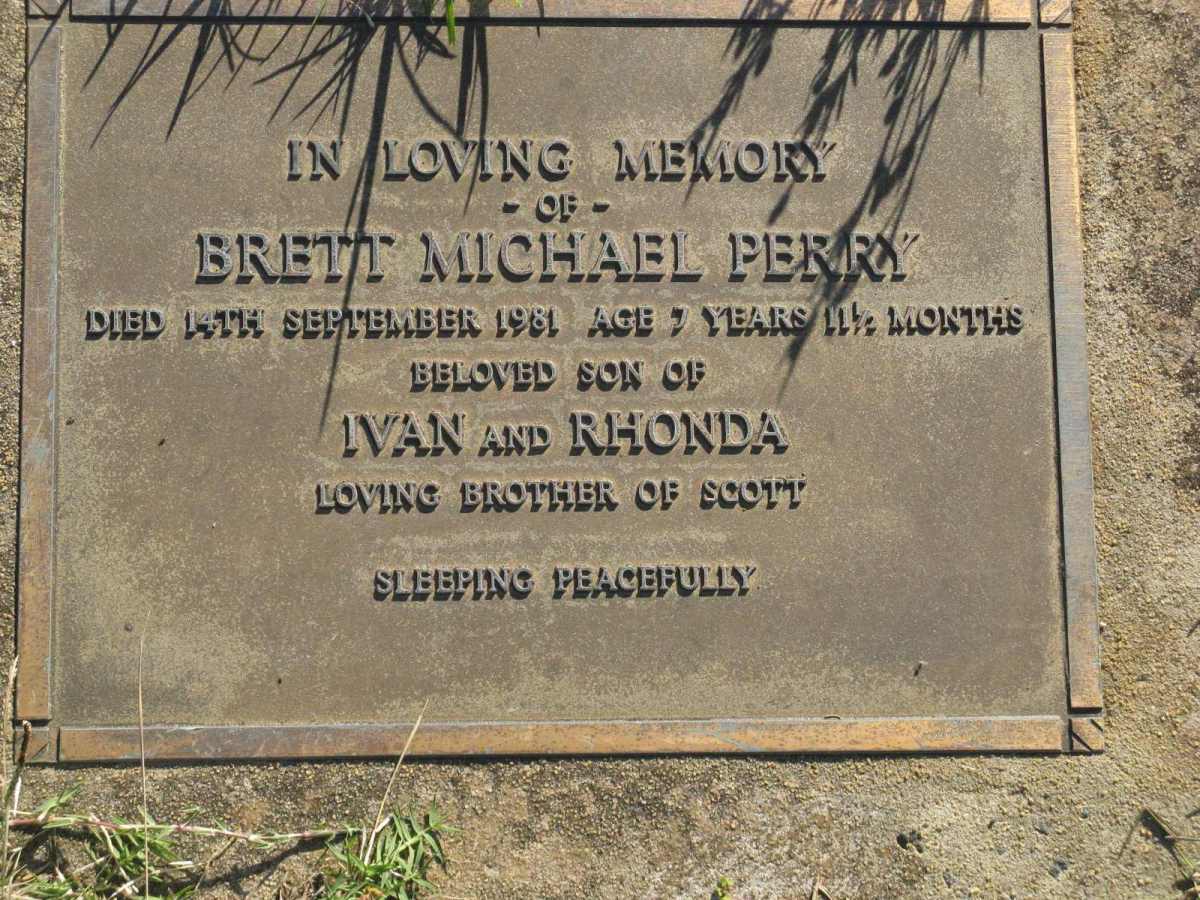 IN LOVING MEMORY
- OF -
BRETT MICHAEL PERRY
DIED 14TH SEPTEMBER 1981 AGE 7 YEARS 11½ MONTHS
BELOVED SON OF
IVAN AND RHONDA
LOVING BROTHER OF SCOTT
SLEEPING PEACEFULLY